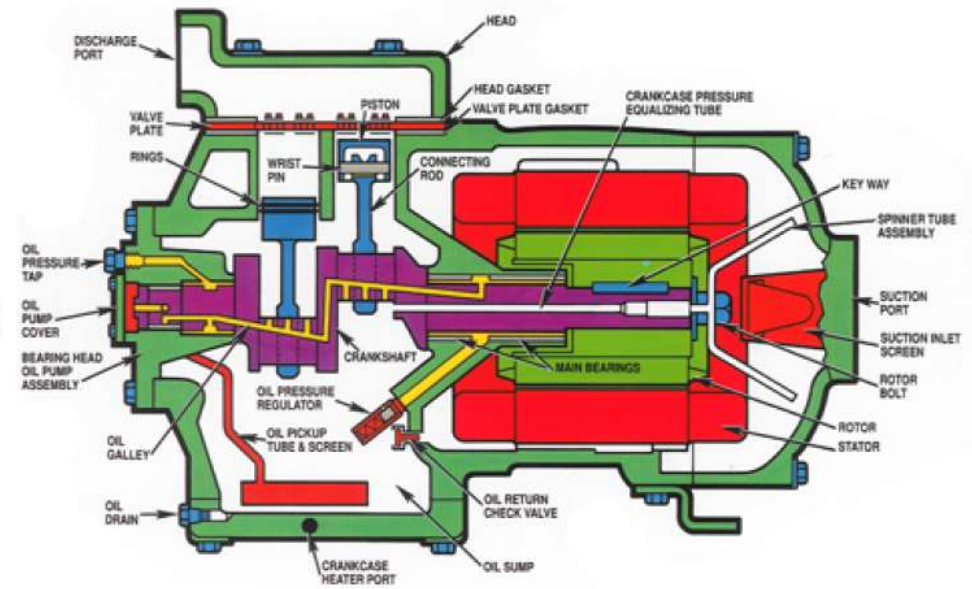 HEAD
DISCHARGE
PORT
HEAD GASKET
PISTON
VALVE PLATE GASKET
CRANKCASE PRESSURE
EQUALIZING TUBE
VALVE
PLATE
RINGS
WRIST
PIN
CONNECTING
ROD
KEY WAY
SPINNER TUBE
ASSEMBLY
OIL
PRESSURE
TAP
OIL
PUMP
COVER
SUCTION
PORT
SUCTION INLET
SCREEN
BEARING HEAD
OIL PUMP
ASSEMBLY
CRANKSHAFT
MAIN BEARINGS
ROTOR
BOLT
OIL PRESSURE
REGULATOR
ROTOR
STATOR
OIL
GALLEY
OIL PICKUP
TUBE & SCREEN
OIL RETURN
CHECK VALVE
OIL
DRAIN
OIL SUMP
CRANKCASE
HEATER PORT